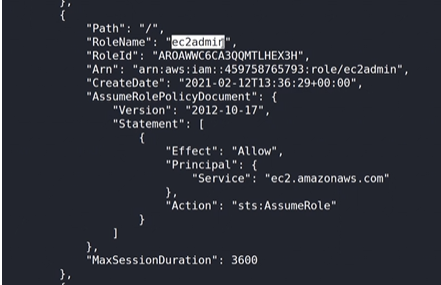 },
{
"Path": "/",
"RoleName": "ec2admin",
"RoleId": "AROAWWC6CA3QQMTLHEX3H",
"Arn": "arn:aws:iam::459758765793:role/ec2admin",
"CreateDate": "2021-02-12T13:36:29+00:00",
"AssumeRolePolicyDocument": {
"Version": "2012-10-17",
"Statement": [
{
"Effect": "Allow",
"Principal": {
"Service": "ec2.amazonaws.com"
},
"Action": "sts:AssumeRole"
}
]
},
"MaxSessionDuration": 3600
},
{